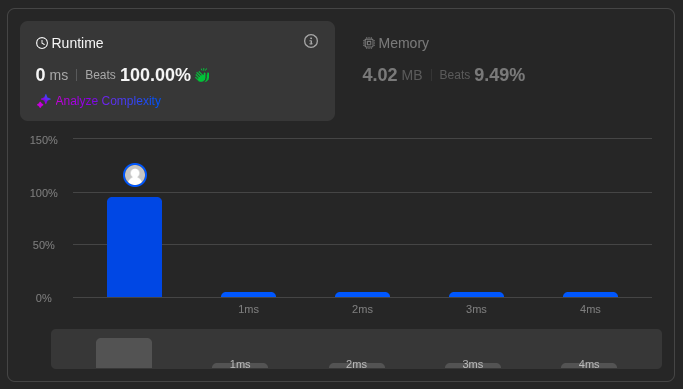 Runtime
0 ms | Beats 100.00%
Analyze Complexity
Memory
4.02 MB | Beats 9.49%
150%
100%
50%
0%
1ms 2ms 3ms 4ms
1ms 2ms 3ms 4ms